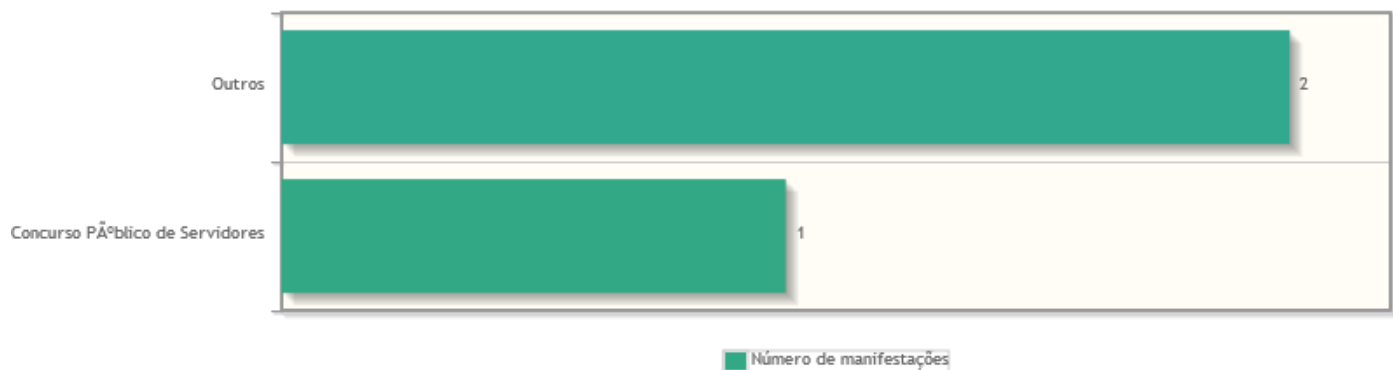 Outros
2
Concurso PÃºblico de Servidores
1
Número de manifestações